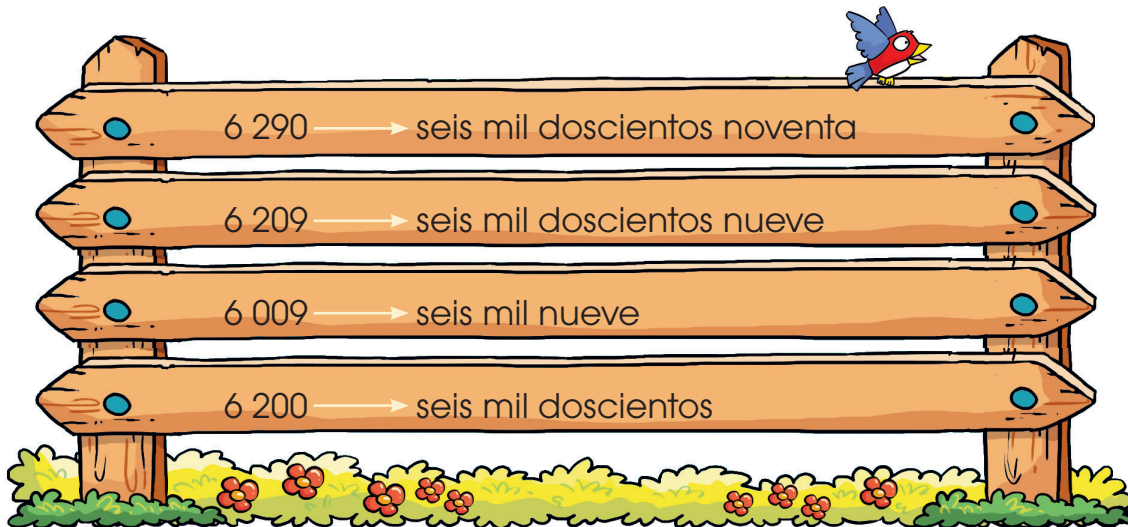 6 290 → seis mil doscientos noventa
6 209 → seis mil doscientos nueve
6 009 → seis mil nueve
6 200 → seis mil doscientos